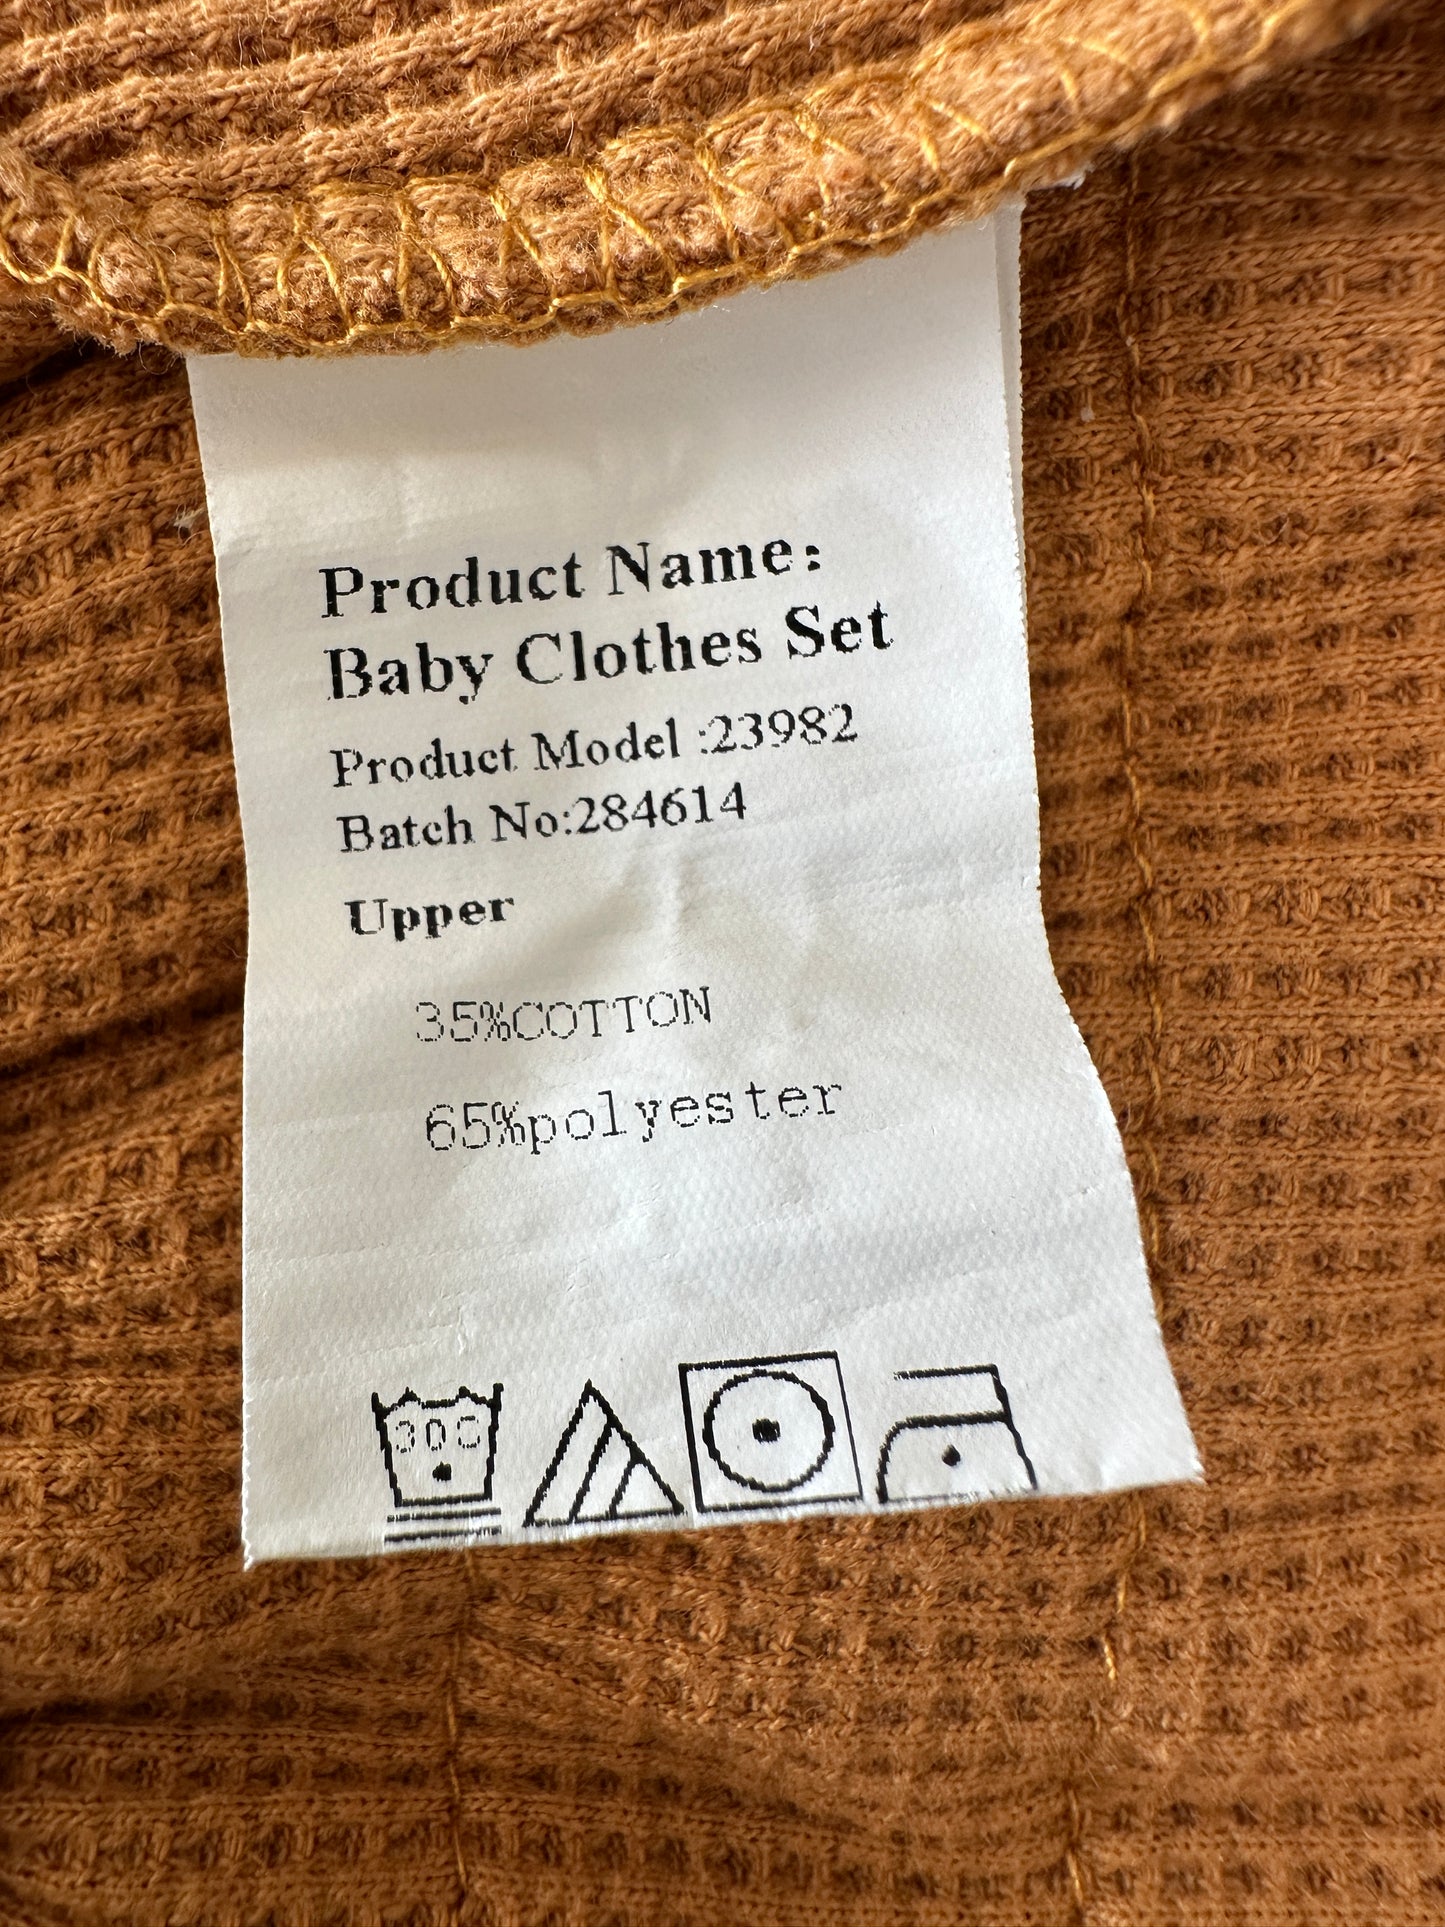 Product Name:
Baby Clothes Set
Product Model :23982
Batch No:284614
Upper
35%COTTON
65%polyester
30C